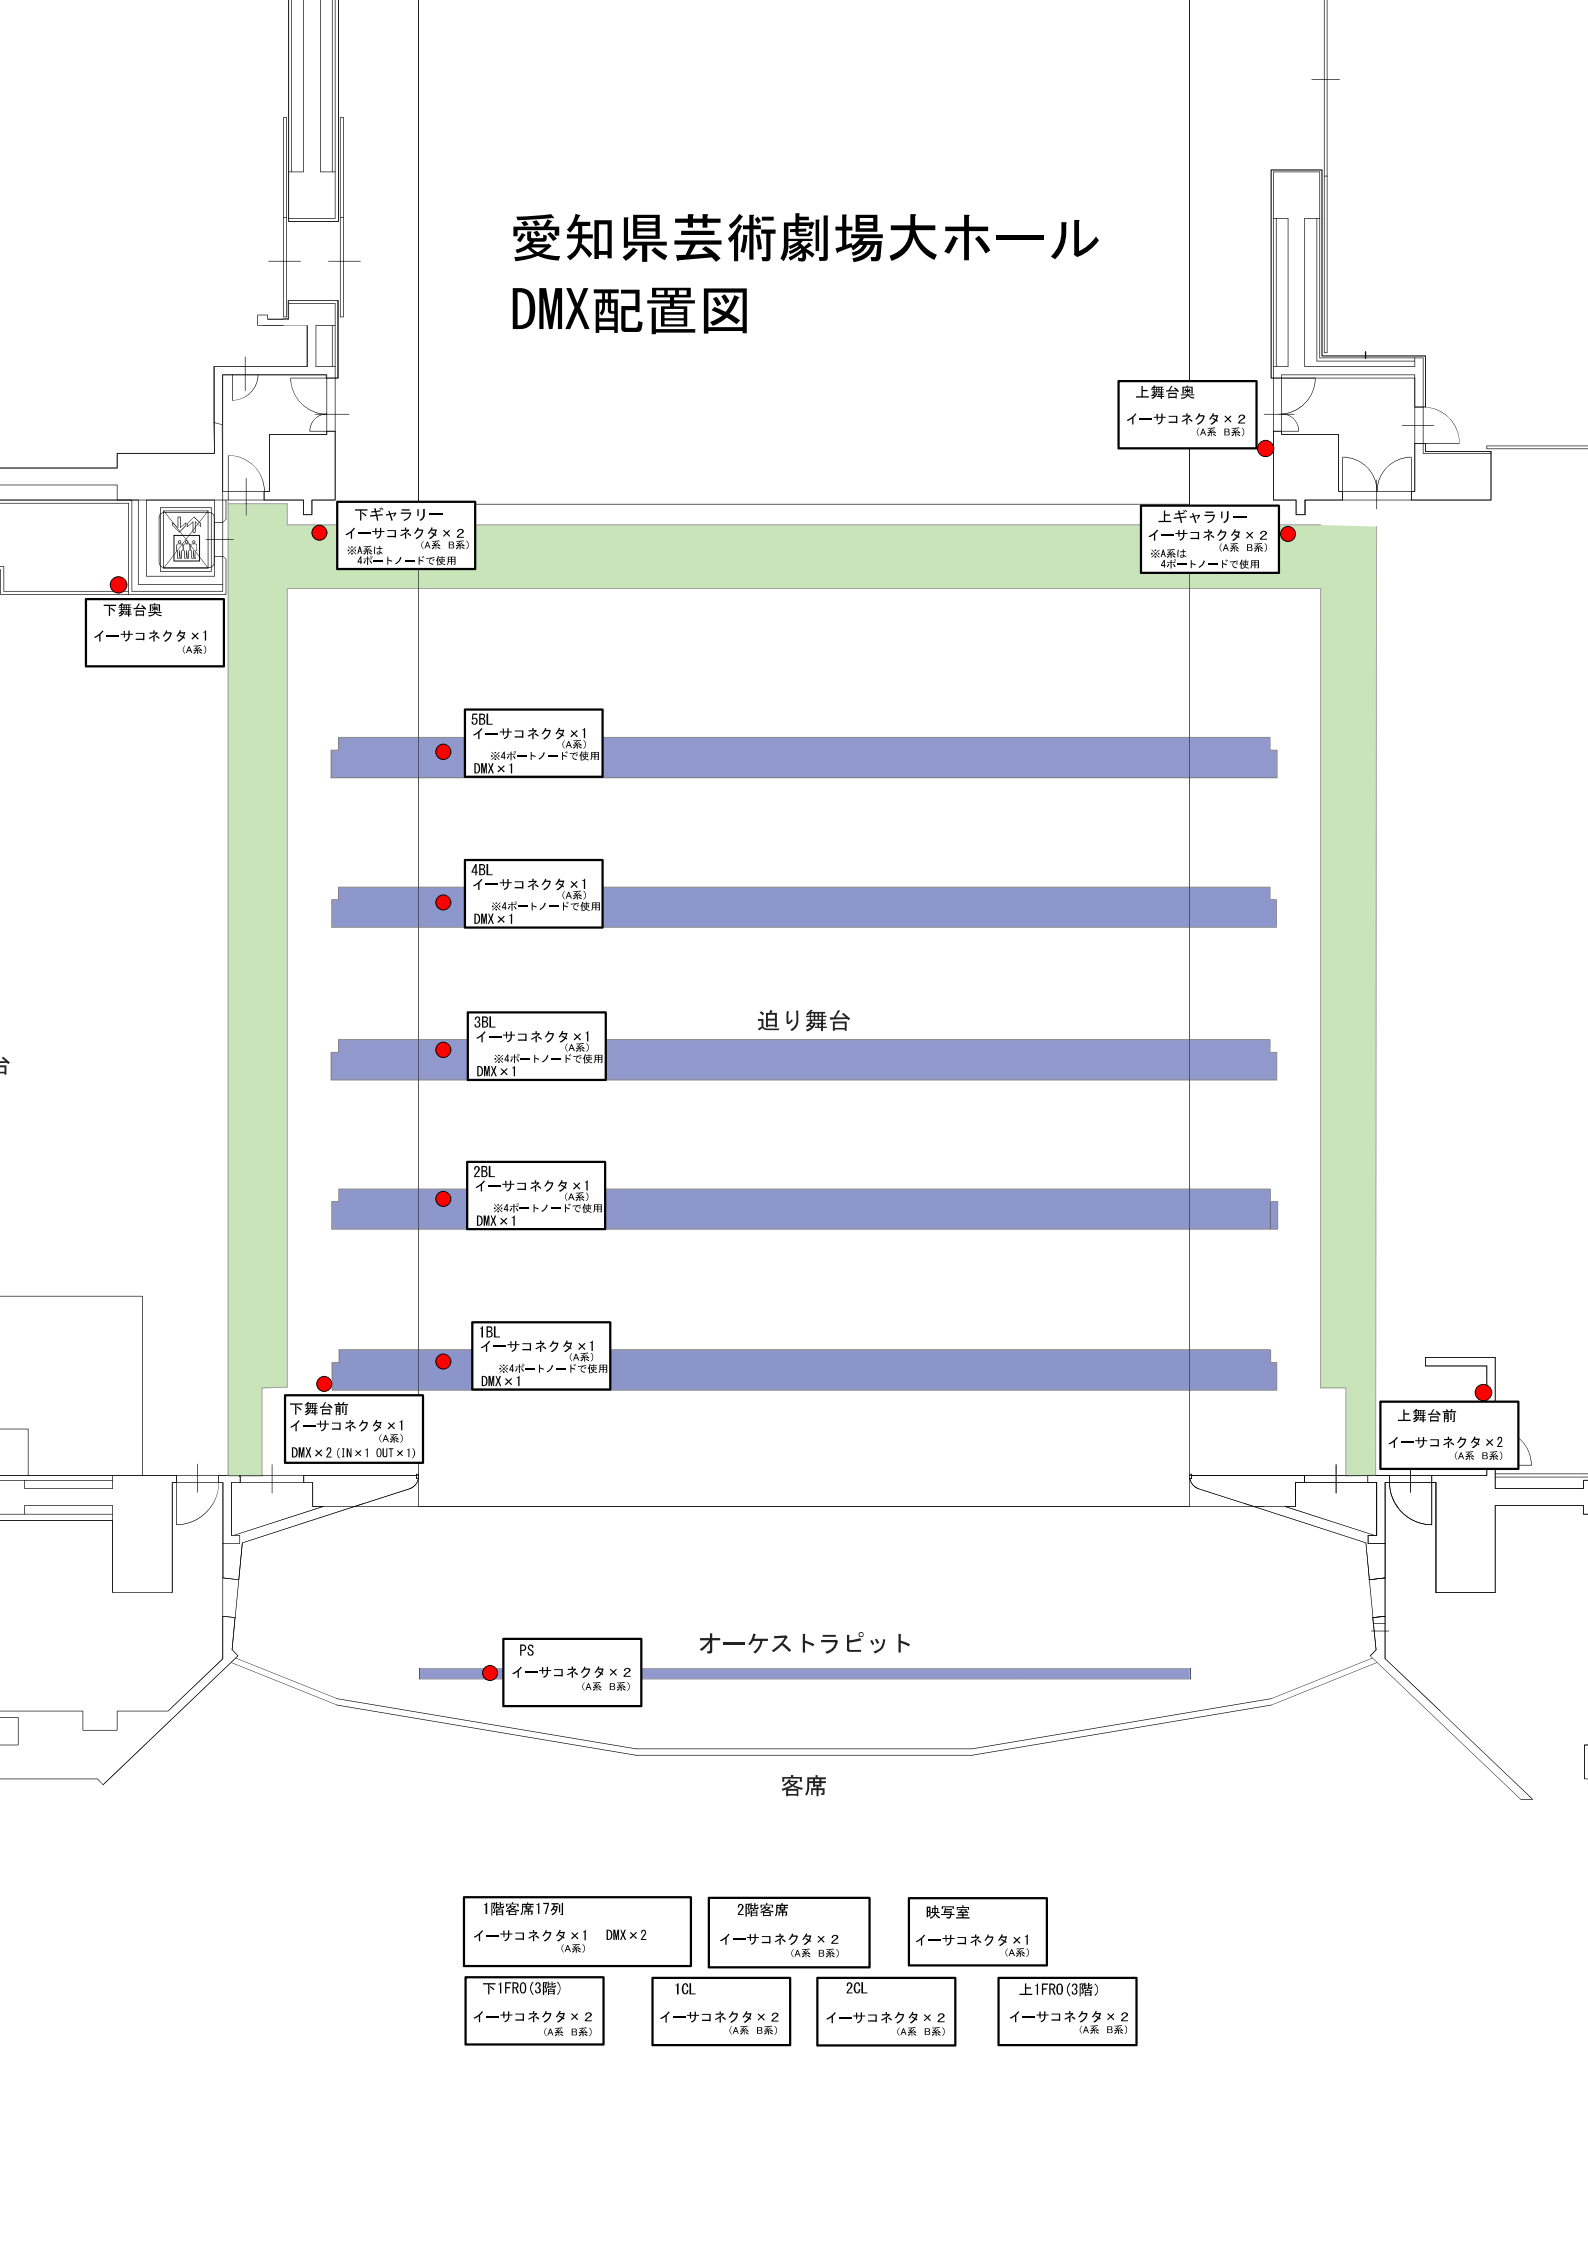 愛知県芸術劇場大ホール
DMX配置図
上舞台奥
イーサコネクタ×2
(A系 B系)
下ギャラリー
イーサコネクタ×2
(A系 B系)
※A系は
4ポートノードで使用
上ギャラリー
イーサコネクタ×2
(A系 B系)
※A系は
4ポートノードで使用
下舞台奥
イーサコネクタ×1
(A系)
5BL
イーサコネクタ×1
(A系)
※4ポートノードで使用
DMX×1
4BL
イーサコネクタ×1
(A系)
※4ポートノードで使用
DMX×1
迫り舞台
3BL
イーサコネクタ×1
(A系)
※4ポートノードで使用
DMX×1
台
2BL
イーサコネクタ×1
(A系)
※4ポートノードで使用
DMX×1
1BL
イーサコネクタ×1
(A系)
※4ポートノードで使用
DMX×1
下舞台前
イーサコネクタ×1
(A系)
DMX×2(IN×1 OUT×1)
上舞台前
イーサコネクタ×2
(A系 B系)
オーケストラピット
PS
イーサコネクタ×2
(A系 B系)
客席
1階客席17列
イーサコネクタ×1 DMX×2
(A系)
2階客席
イーサコネクタ×2
(A系 B系)
映写室
イーサコネクタ×1
(A系)
下1FRO(3階)
イーサコネクタ×2
(A系 B系)
1CL
イーサコネクタ×2
(A系 B系)
2CL
イーサコネクタ×2
(A系 B系)
上1FRO(3階)
イーサコネクタ×2
(A系 B系)